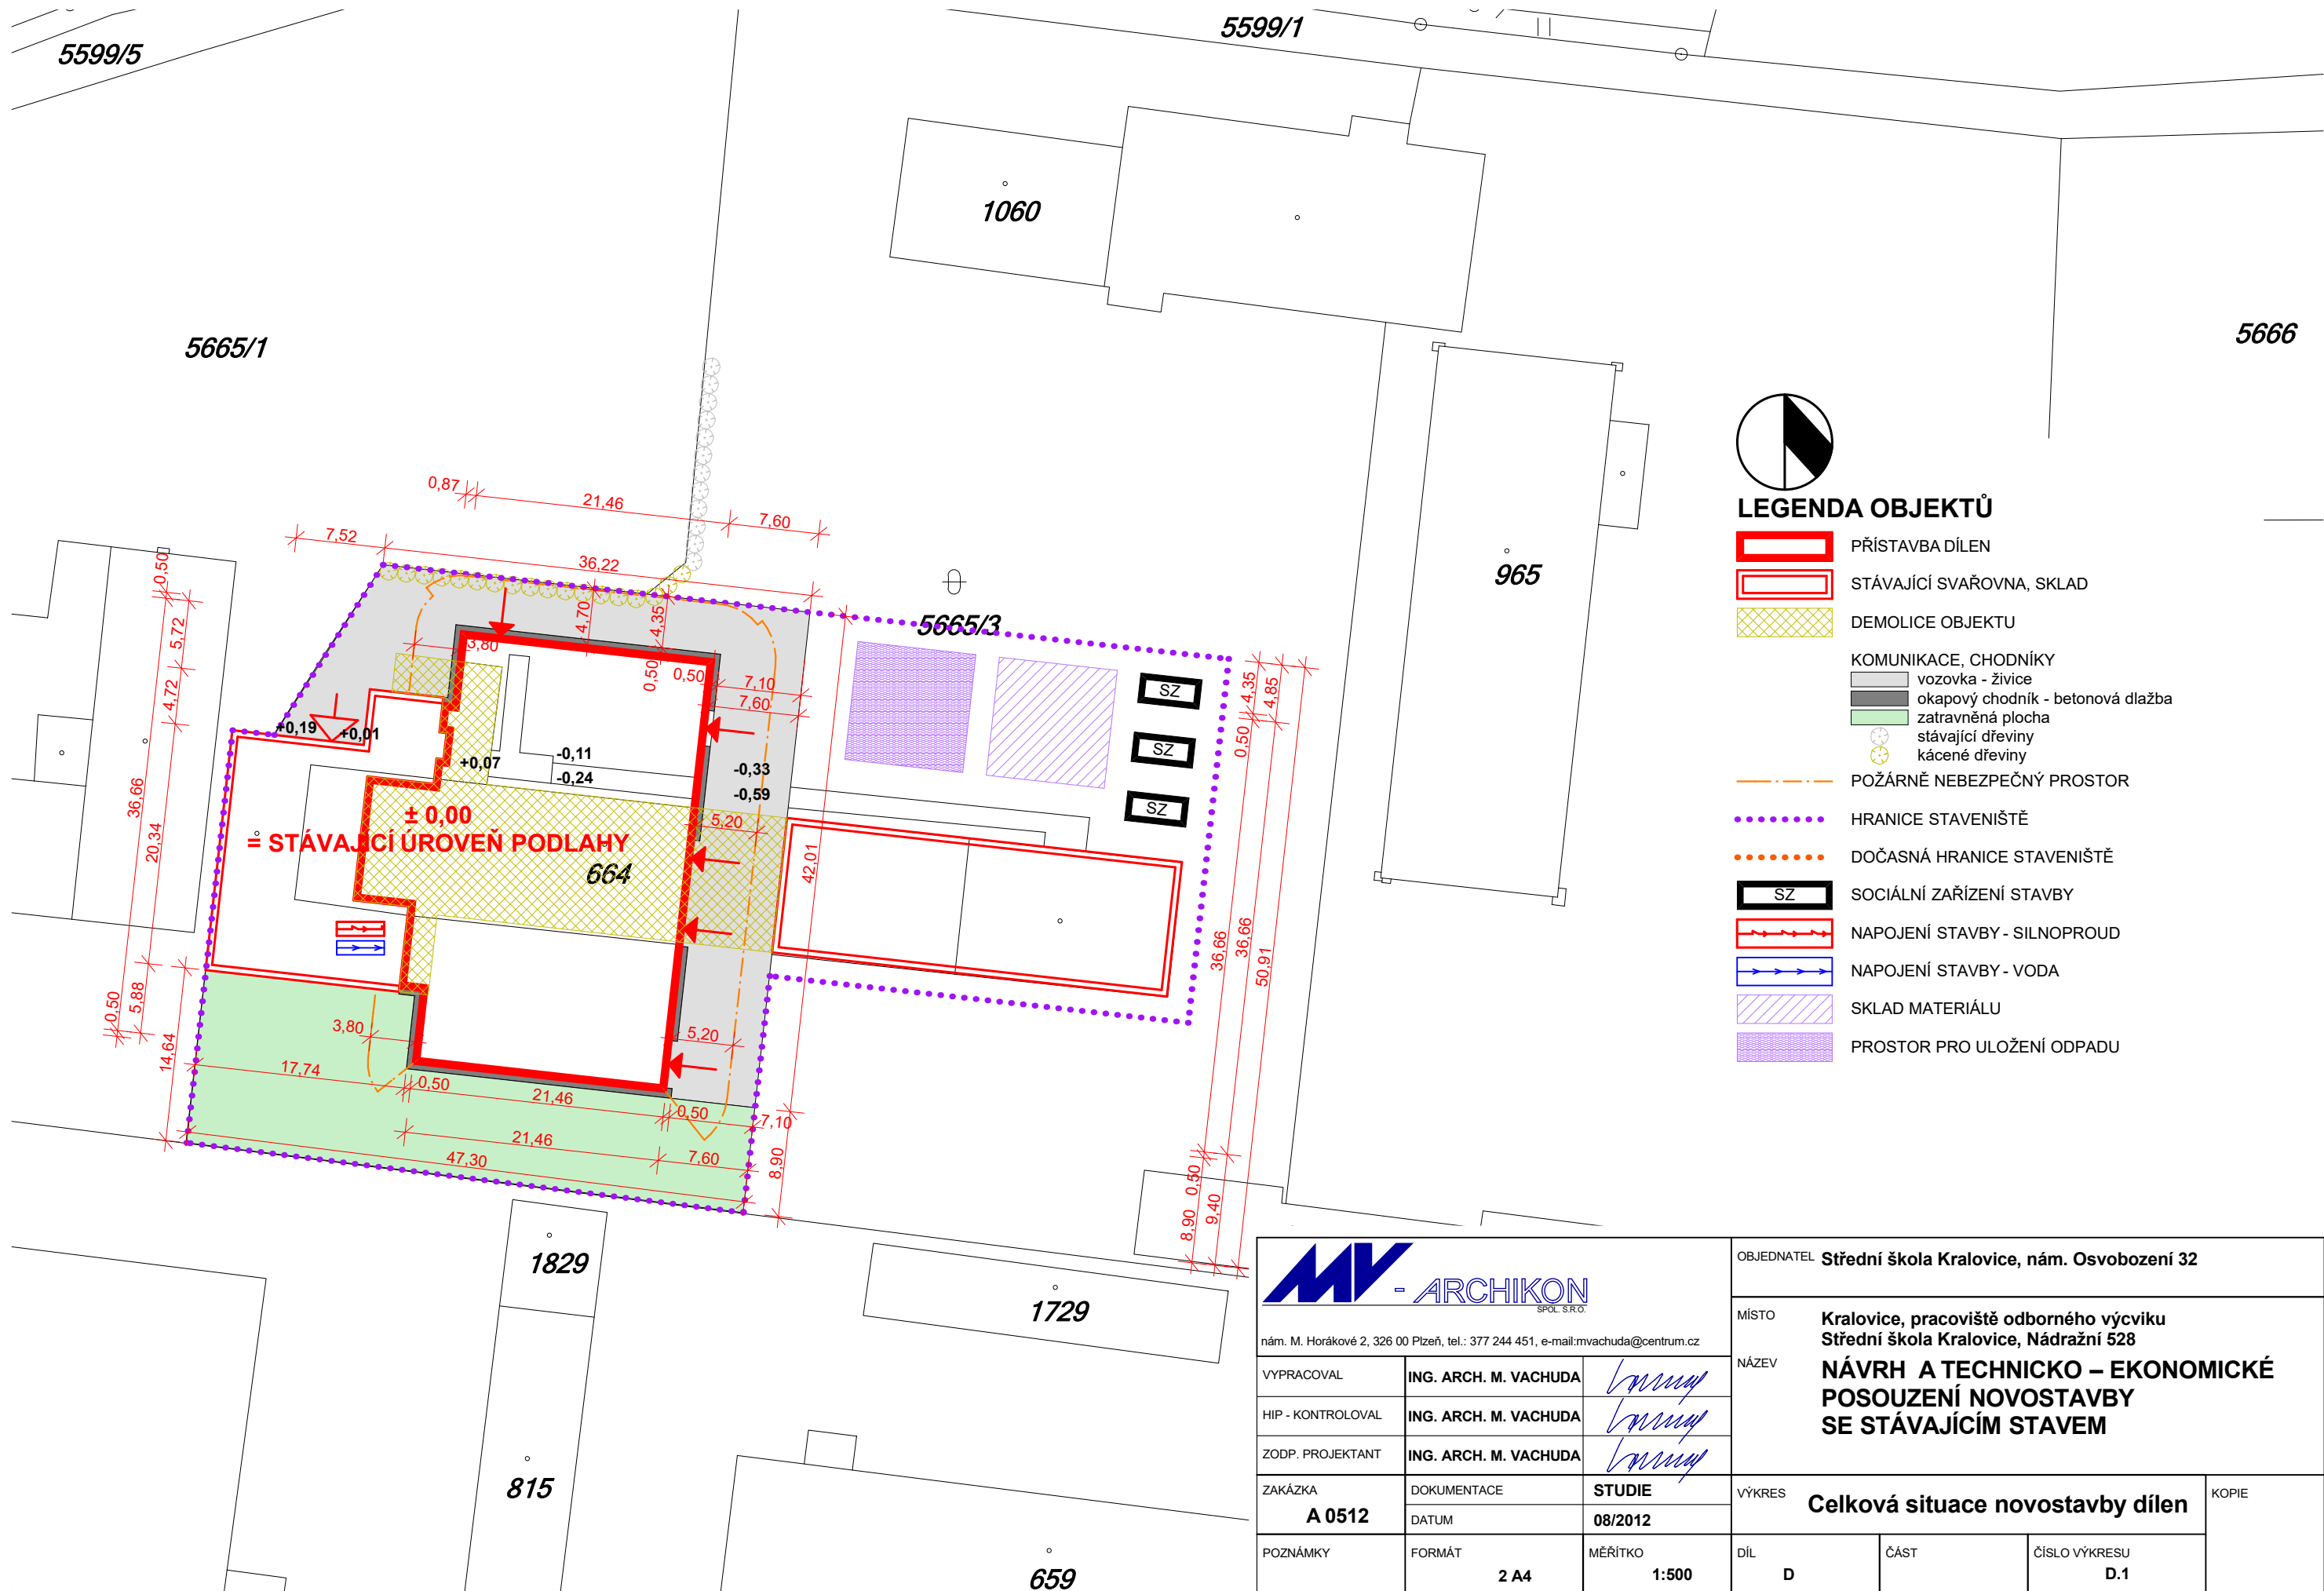 5599/5
5599/1
1060
5665/1
5666
965
5665/3
664
1829
1729
815
659
0,87
21,46
7,60
7,52
36,22
0,50
5,72
4,72
36,66
20,34
0,50
5,88
14,64
3,80
4,70
4,35
0,50
0,50
7,10
7,60
+0,19
+0,01
+0,07
-0,11
-0,24
-0,33
-0,59
± 0,00
= STÁVAJÍCÍ ÚROVEŇ PODLAHY
5,20
42,01
3,80
5,20
17,74
0,50
21,46
0,50
7,10
21,46
7,60
47,30
8,90
4,35
4,85
0,50
36,66
36,66
50,91
0,50
8,90
9,40
SZ
SZ
SZ
LEGENDA OBJEKTŮ
PŘÍSTAVBA DÍLEN
STÁVAJÍCÍ SVAŘOVNA, SKLAD
DEMOLICE OBJEKTU
KOMUNIKACE, CHODNÍKY
vozovka - živice
okapový chodník - betonová dlažba
zatravněná plocha
stávající dřeviny
kácené dřeviny
POŽÁRNĚ NEBEZPEČNÝ PROSTOR
HRANICE STAVENIŠTĚ
DOČASNÁ HRANICE STAVENIŠTĚ
SZ SOCIÁLNÍ ZAŘÍZENÍ STAVBY
NAPOJENÍ STAVBY - SILNOPROUD
NAPOJENÍ STAVBY - VODA
SKLAD MATERIÁLU
PROSTOR PRO ULOŽENÍ ODPADU
MV - ARCHIKON
SPOL. S.R.O.
nám. M. Horákové 2, 326 00 Plzeň, tel.: 377 244 451, e-mail:mvachuda@centrum.cz
VYPRACOVAL ING. ARCH. M. VACHUDA
HIP - KONTROLOVAL ING. ARCH. M. VACHUDA
ZODP. PROJEKTANT ING. ARCH. M. VACHUDA
ZAKÁZKA
A 0512
DOKUMENTACE STUDIE
DATUM 08/2012
POZNÁMKY
FORMÁT
2 A4
MĚŘÍTKO
1:500
OBJEDNATEL Střední škola Kralovice, nám. Osvobození 32
MÍSTO Kralovice, pracoviště odborného výcviku
Střední škola Kralovice, Nádražní 528
NÁZEV NÁVRH A TECHNICKO – EKONOMICKÉ
POSOUZENÍ NOVOSTAVBY
SE STÁVAJÍCÍM STAVEM
VÝKRES Celková situace novostavby dílen
KOPIE
DÍL
D
ČÁST
ČÍSLO VÝKRESU
D.1